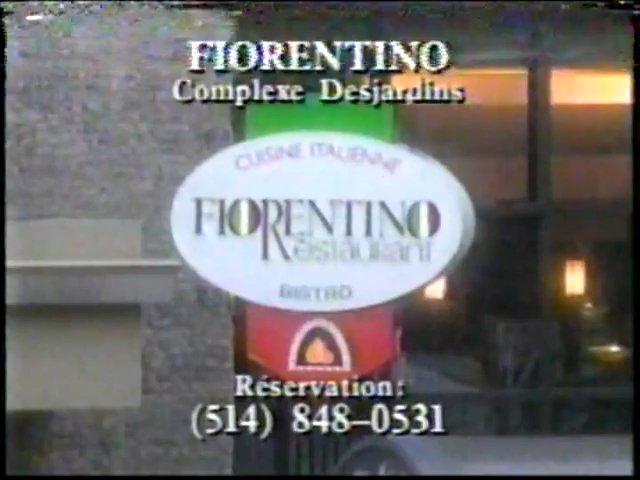 FIORENTINO
Complexe Desjardins
CUISINE ITALIENNE
FIORENTINO
Restaurant
BISTRO
Réservation:
(514) 848-0531